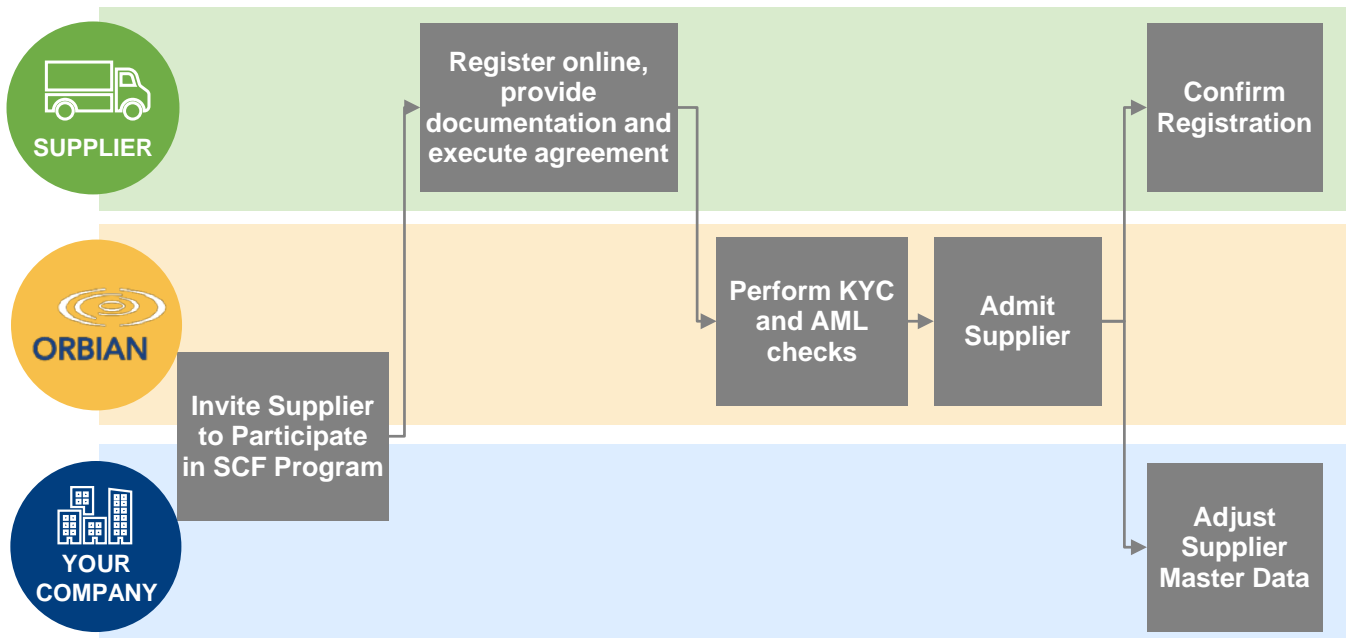 SUPPLIER
Register online,
provide
documentation and
execute agreement
Confirm
Registration
ORBIAN
Invite Supplier
to Participate
in SCF Program
Perform KYC
and AML
checks
Admit
Supplier
YOUR
COMPANY
Adjust
Supplier
Master Data